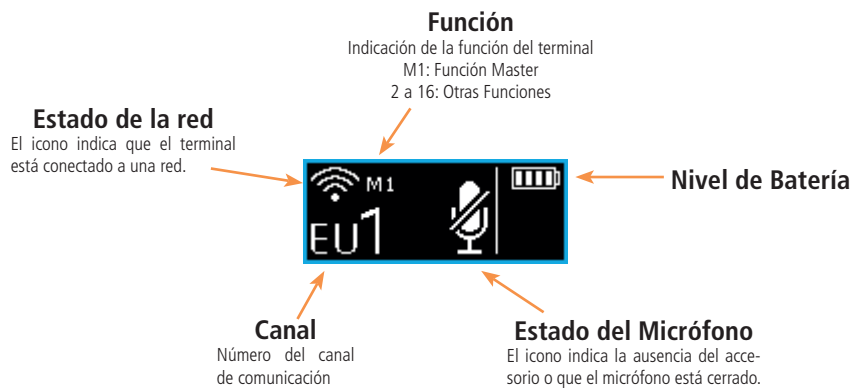 Función
Indicación de la función del terminal
M1: Función Master
2 a 16: Otras Funciones
Estado de la red
El icono indica que el terminal
está conectado a una red.
M1
EU1
Nivel de Batería
Canal
Número del canal
de comunicación
Estado del Micrófono
El icono indica la ausencia del acce-
sorio o que el micrófono está cerrado.